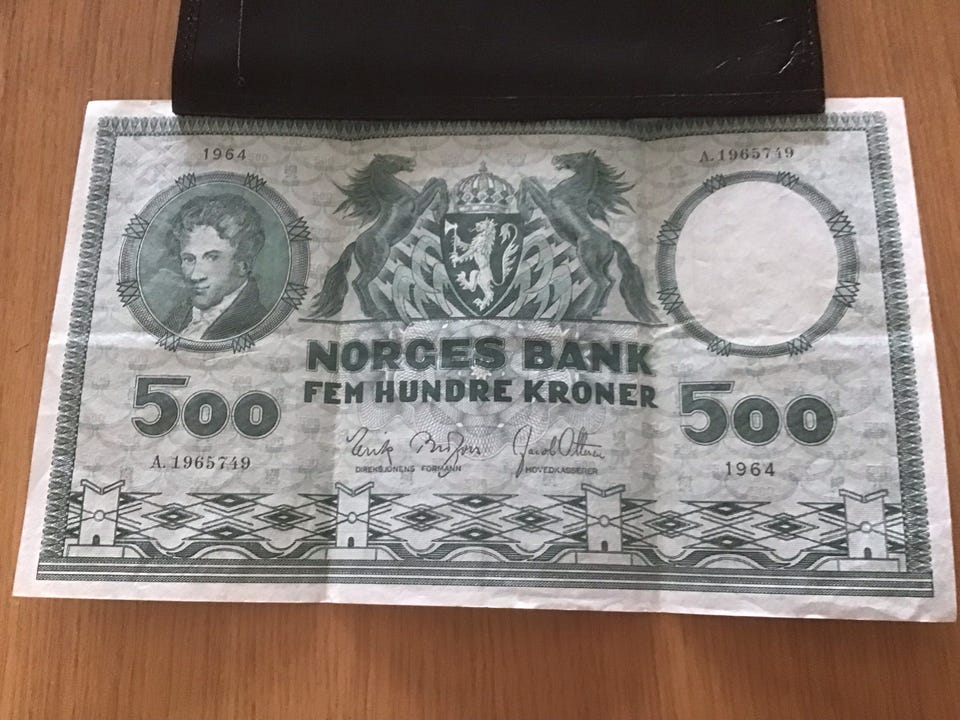 1964
A.1965749
NORGES BANK
FEM HUNDRE KRONER
500
500
A.1965749
DIREKSJONENS FORMANN
HOVEDKASSERER
1964